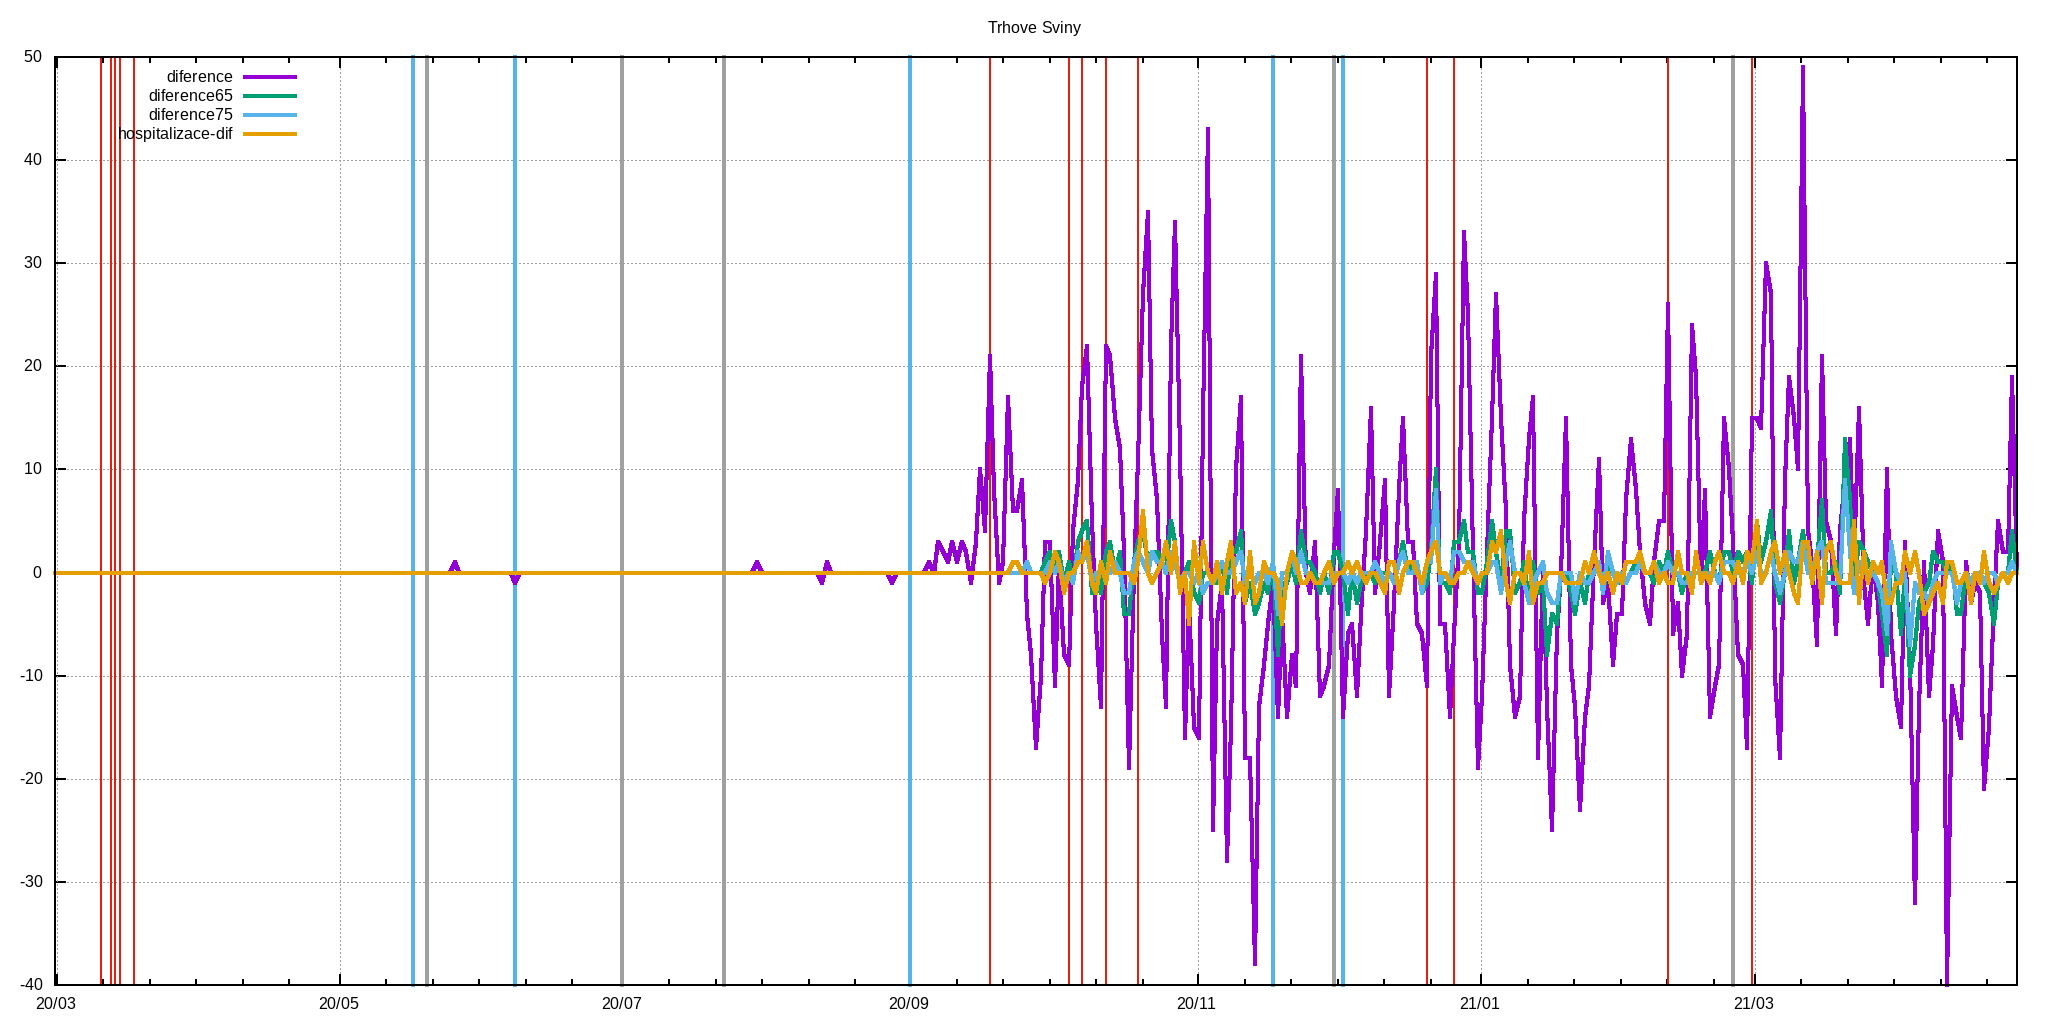 Trhove Sviny
50
40
30
20
10
0
-10
-20
-30
-40
diference
diference65
diference75
hospitalizace-dif
20/03 20/05 20/07 20/09 20/11 21/01 21/03